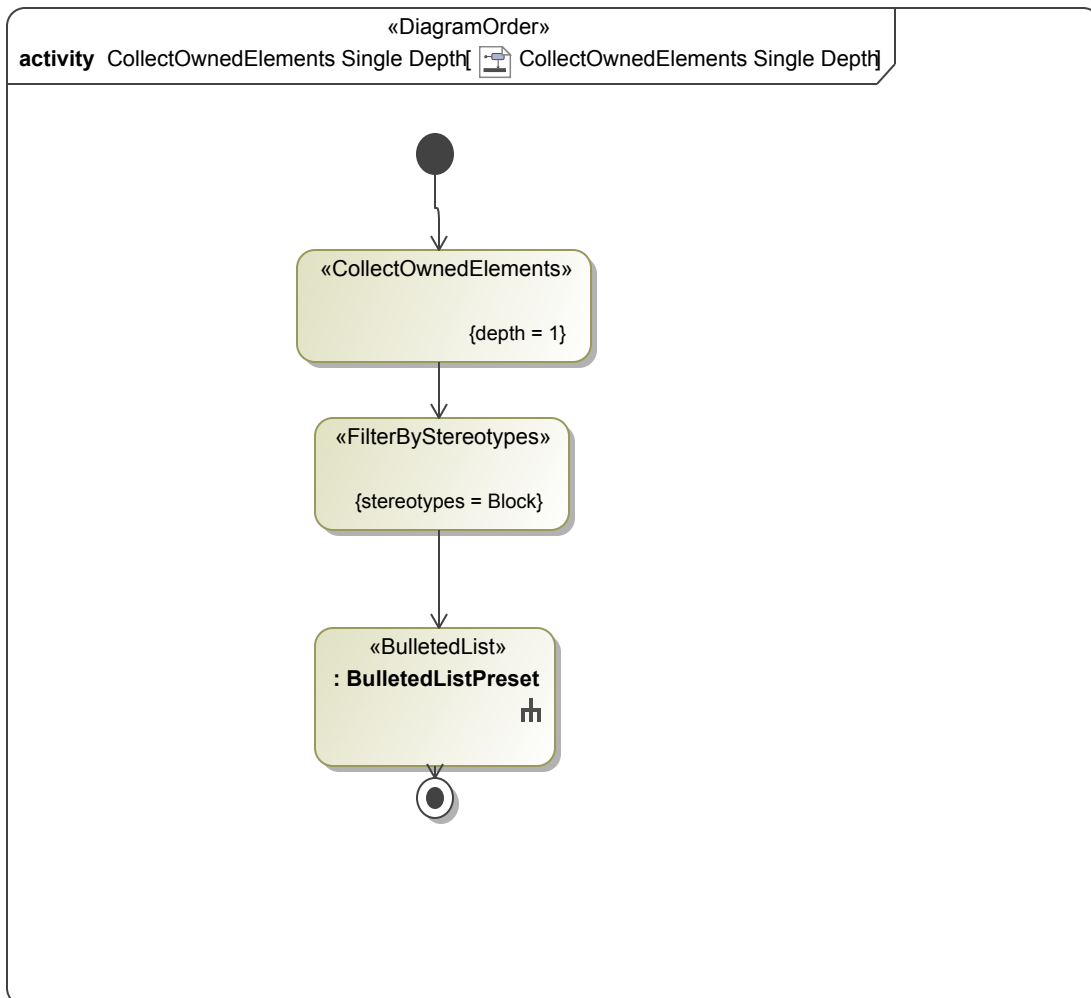 «DiagramOrder»
activity CollectOwnedElements Single Depth[ CollectOwnedElements Single Depth]
«CollectOwnedElements»
{depth = 1}
«FilterByStereotypes»
{stereotypes = Block}
«BulletedList»
: BulletedListPreset